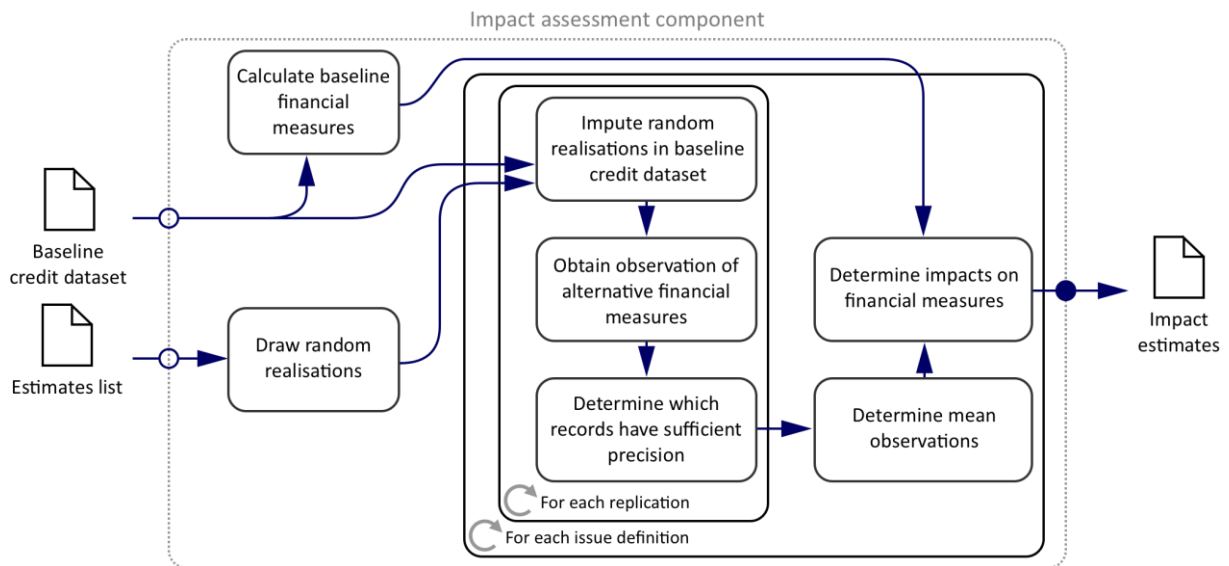 Impact assessment component
Calculate baseline
financial
measures
Impute random
realisations in baseline
credit dataset
Baseline
credit dataset
Obtain observation of
alternative financial
measures
Determine impacts on
financial measures
Impact
estimates
Estimates list
Draw random
realisations
Determine which
records have sufficient
precision
Determine mean
observations
For each replication
For each issue definition